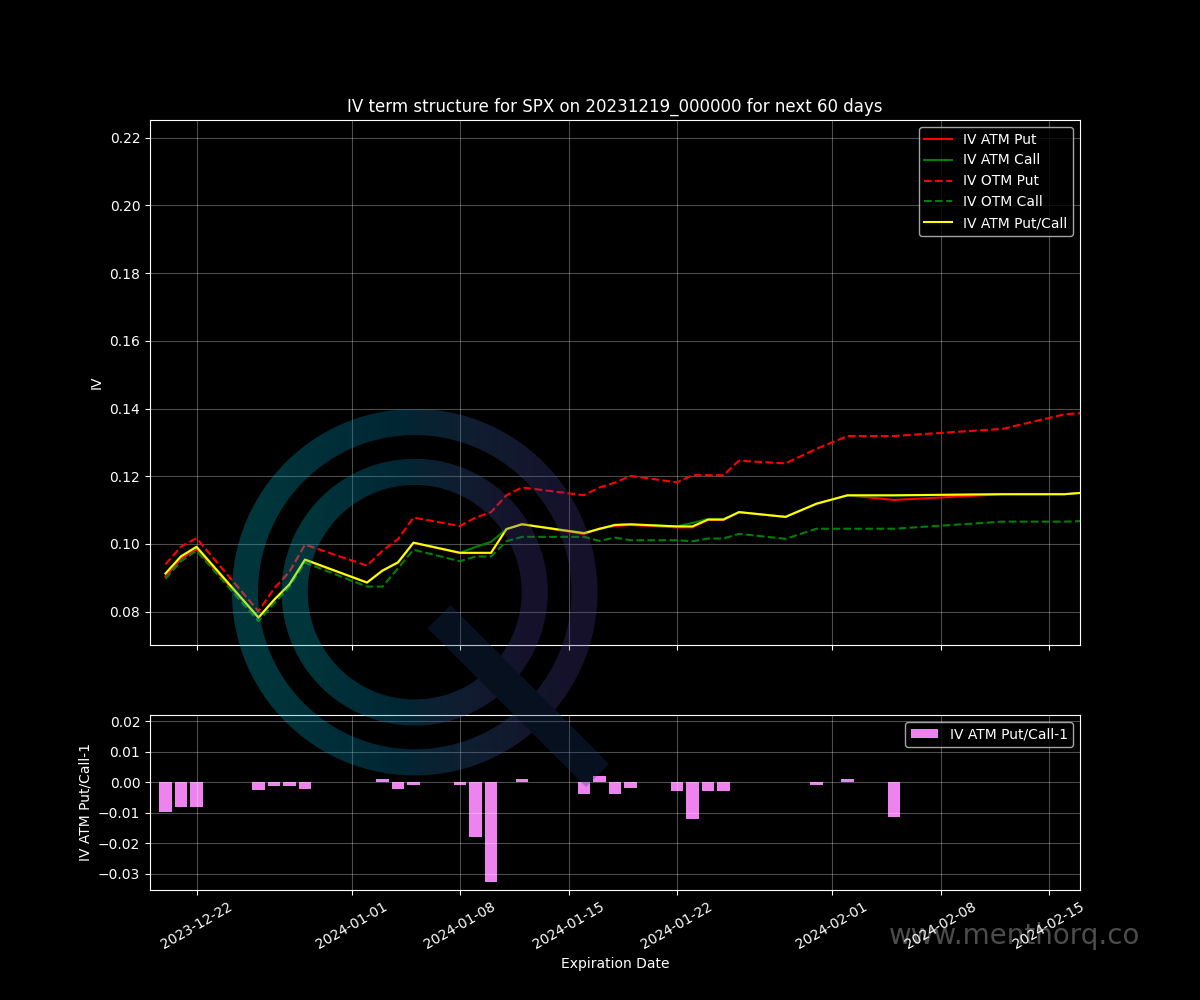 IV term structure for SPX on 20231219_000000 for next 60 days
0.22
0.20
0.18
0.16
0.14
0.12
0.10
0.08
IV
IV ATM Put
IV ATM Call
IV OTM Put
IV OTM Call
IV ATM Put/Call
0.02
0.01
0.00
−0.01
−0.02
−0.03
IV ATM Put/Call-1
IV ATM Put/Call-1
2023-12-22
2024-01-01
2024-01-08
2024-01-15
2024-01-22
2024-02-01
2024-02-08
2024-02-15
www.menthorq.co
Expiration Date